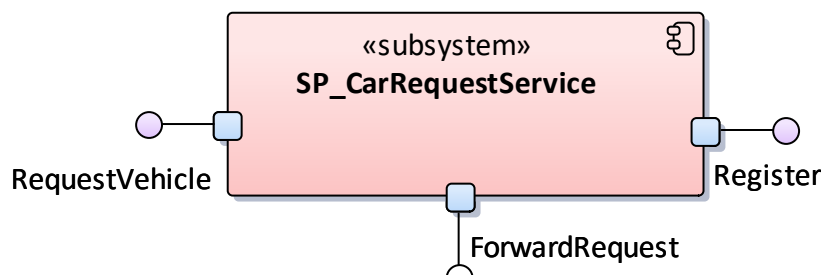 «subsystem»
SP_CarRequestService
RequestVehicle
Register
ForwardRequest